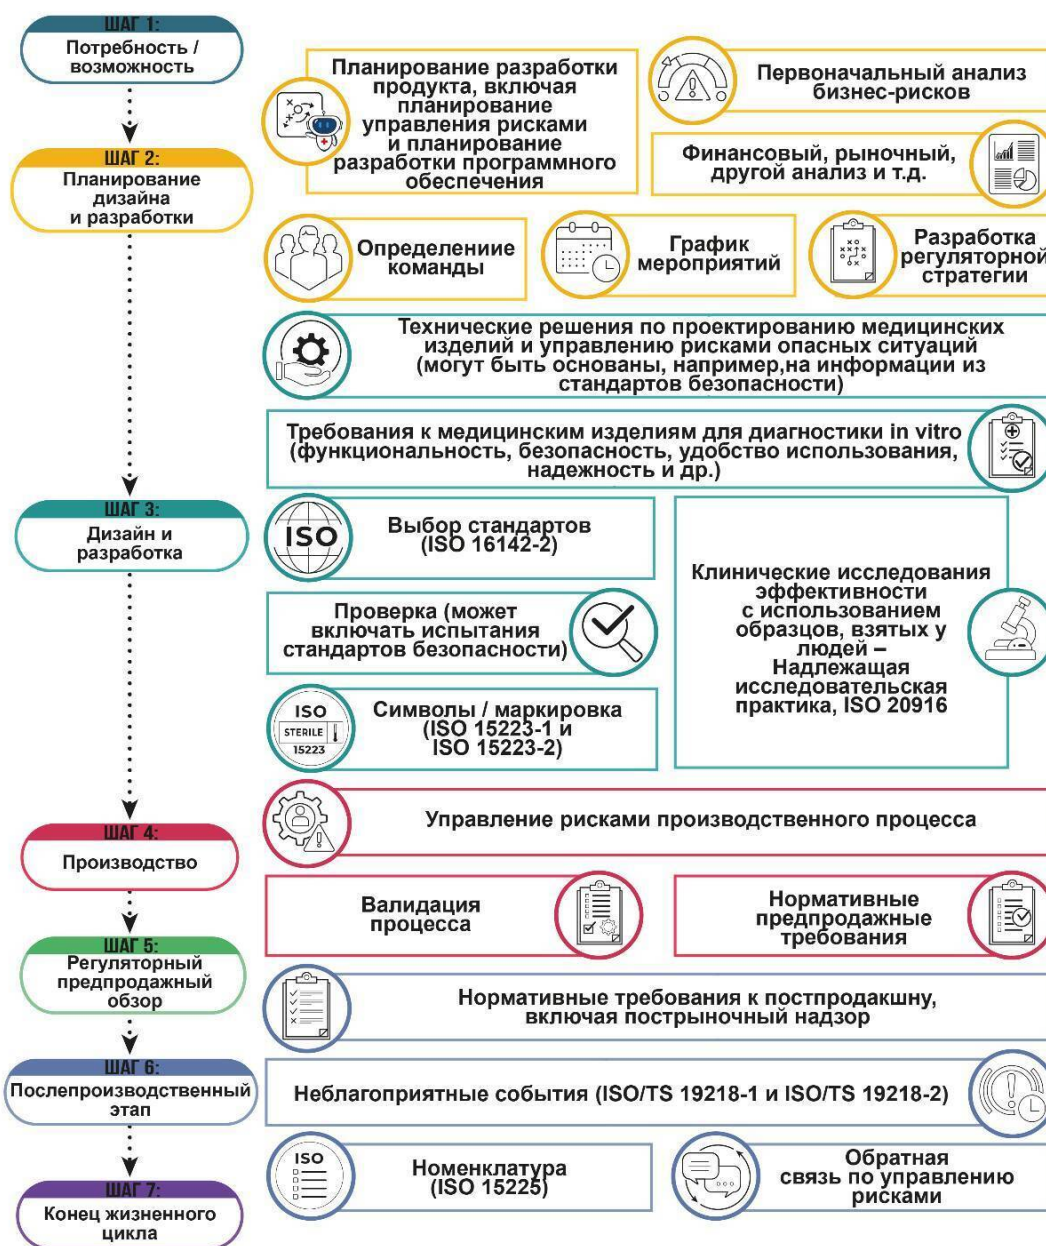 ШАГ 1:
Потребность /
возможность
ШАГ 2:
Планирование
дизайна
и разработки
ШАГ 3:
Дизайн и
разработка
ШАГ 4:
Производство
ШАГ 5:
Регуляторный
предпродажный
обзор
ШАГ 6:
Послепроизводственный
этап
ШАГ 7:
Конец жизненного
цикла
Планирование разработки
продукта, включая
планирование
управления рисками
и планирование
разработки программного
обеспечения
Первоначальный анализ
бизнес-рисков
Финансовый, рыночный,
другой анализ и т.д.
Определениие
команды
График
мероприятий
Разработка
регуляторной
стратегии
Технические решения по проектированию медицинских
изделий и управлению рисками опасных ситуаций
(могут быть основаны, например,на информации из
стандартов безопасности)
Требования к медицинским изделиям для диагностики in vitro
(функциональность, безопасность, удобство использования,
надежность и др.)
ISO
Выбор стандартов
(ISO 16142-2)
Проверка (может
включать испытания
стандартов безопасности)
ISO
STERILE
15223
Символы / маркировка
(ISO 15223-1 и
ISO 15223-2)
Клинические исследования
эффективности
с использованием
образцов, взятых у
людей –
Надлежащая
исследовательская
практика, ISO 20916
Управление рисками производственного процесса
Валидация
процесса
Нормативные
предпродажные
требования
Нормативные требования к постпродакшну,
включая пострыночный надзор
Неблагоприятные события (ISO/TS 19218-1 и ISO/TS 19218-2)
ISO
Номенклатура
(ISO 15225)
Обратная
связь по управлению
рисками